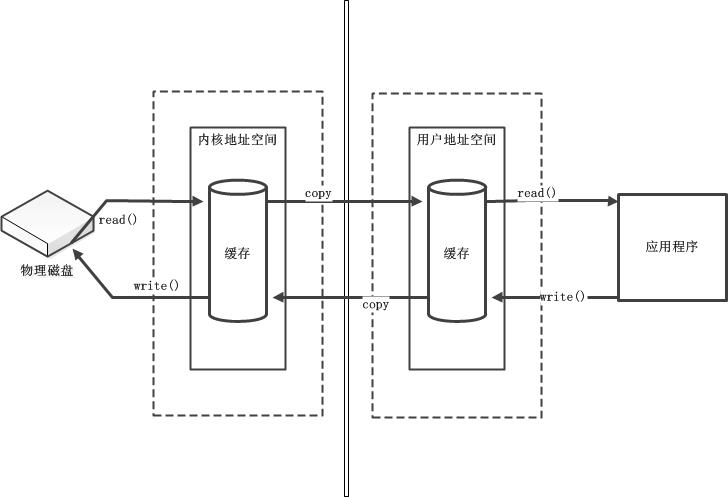 内核地址空间
用户地址空间
copy
read()
read()
缓存
缓存
应用程序
物理磁盘
write()
write()
copy